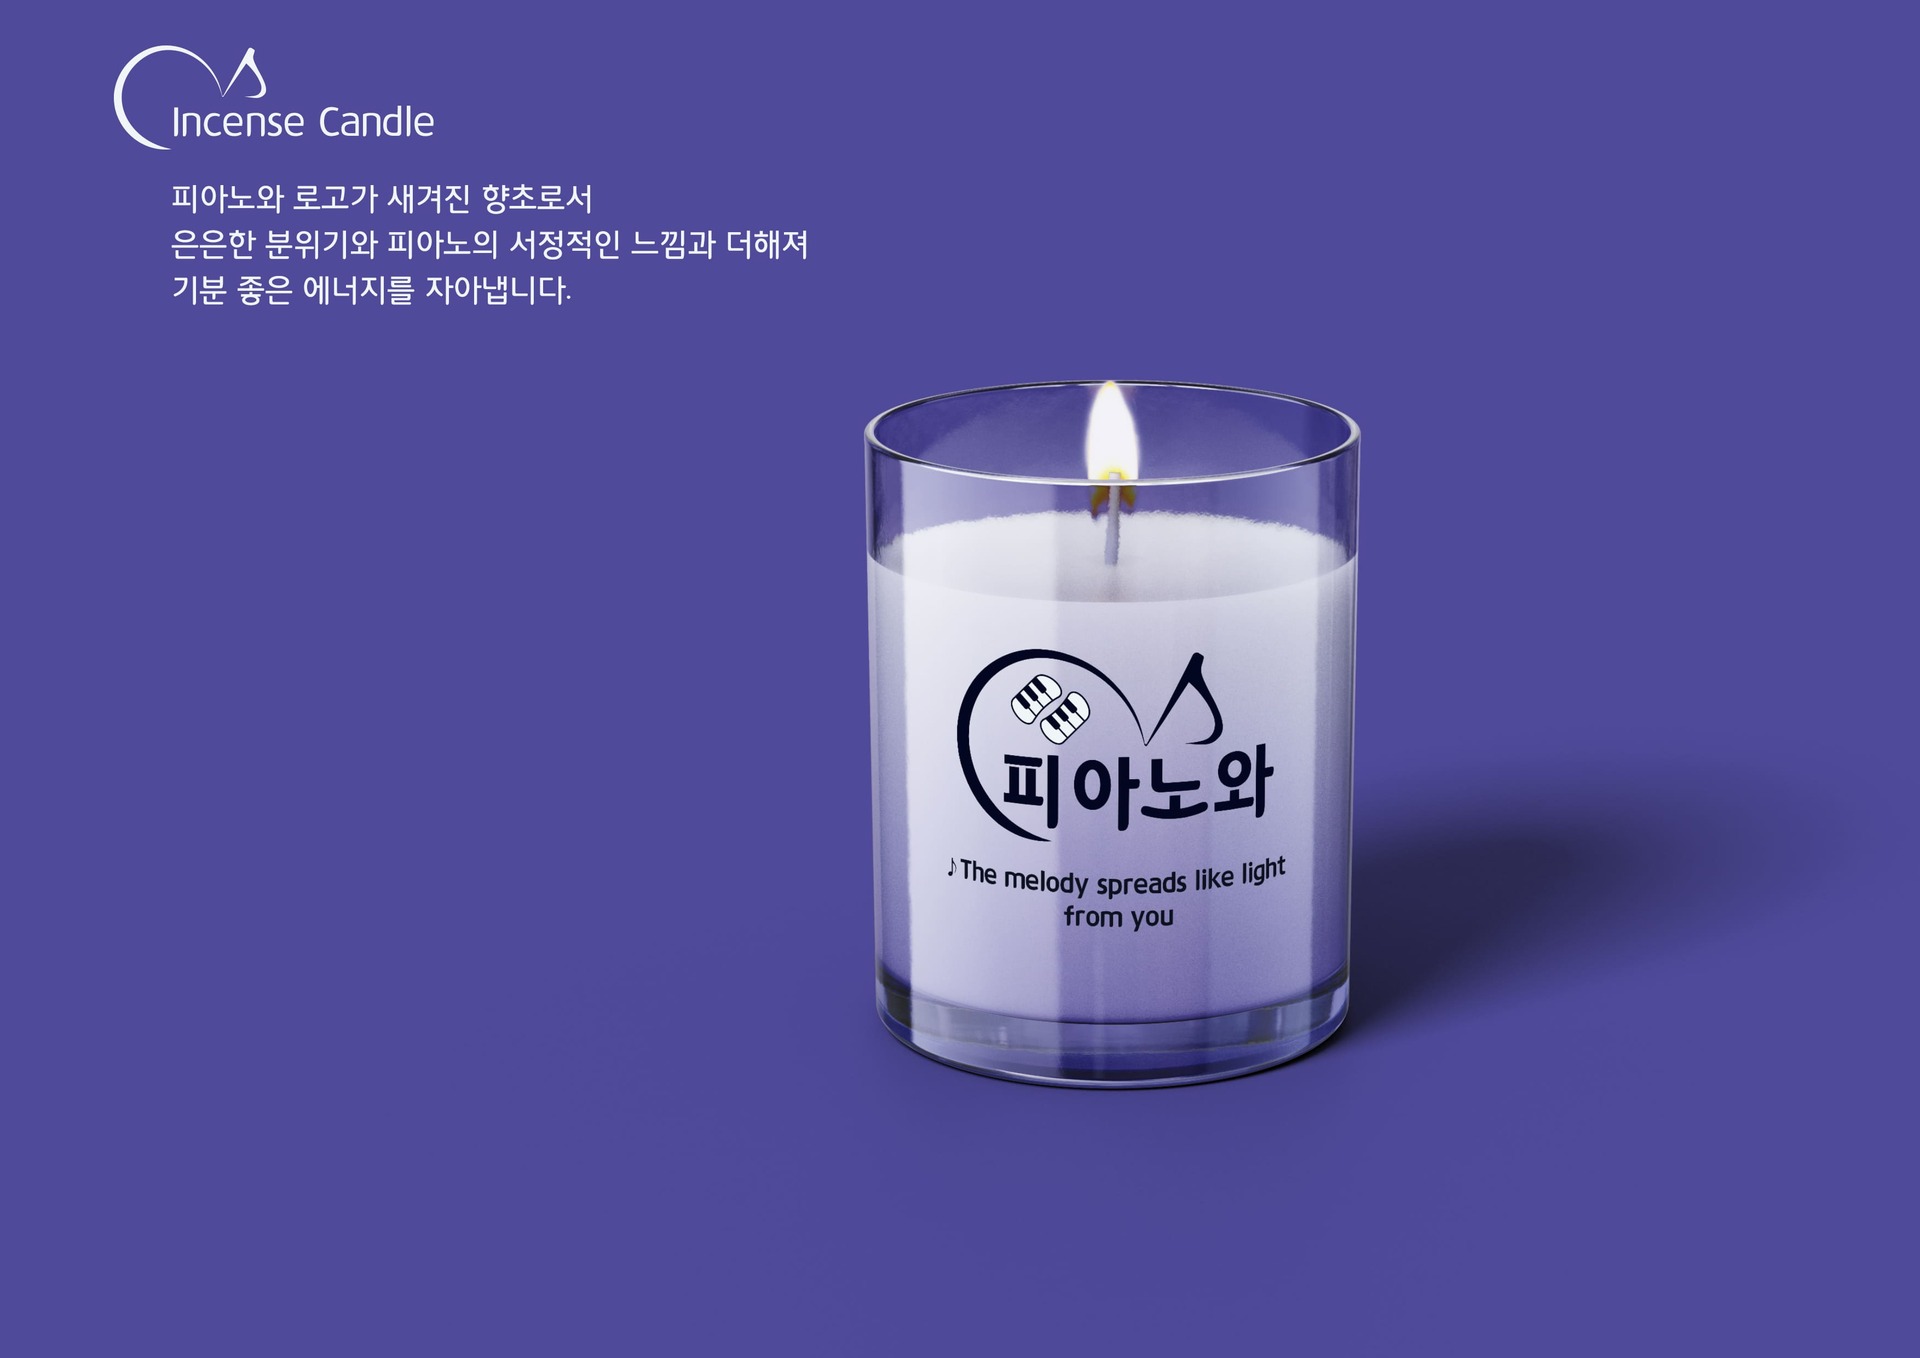 Incense Candle
피아노와 로고가 새겨진 향초로서
은은한 분위기와 피아노의 서정적인 느낌과 더해져
기분 좋은 에너지를 자아냅니다.
피아노와
♪The melody spreads like light
from you